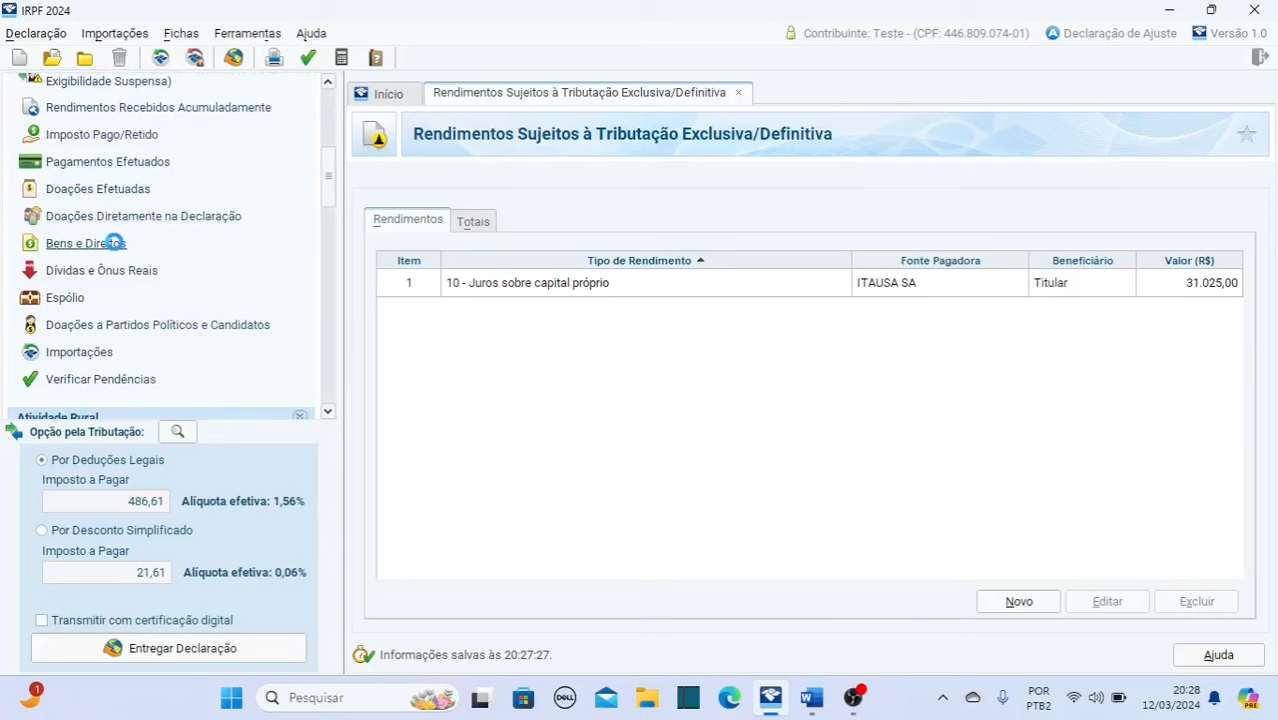 IRPF 2024
Declaração Importações Fichas Ferramentas Ajuda
Contribuinte: Teste - (CPF: 446.809.074-01) Declaração de Ajuste Versão 1.0
Exigibilidade Suspensa)
Rendimentos Recebidos Acumuladamente
Imposto Pago/Retido
Pagamentos Efetuados
Doações Efetuadas
Doações Diretamente na Declaração
Bens e Direitos
Dívidas e Ônus Reais
Espólio
Doações a Partidos Políticos e Candidatos
Importações
Verificar Pendências
Atividade Rural
Opção pela Tributação:
Por Deduções Legais
Imposto a Pagar
486,61 Alíquota efetiva: 1,56%
Por Desconto Simplificado
Imposto a Pagar
21,61 Alíquota efetiva: 0,06%
Transmitir com certificação digital
Entregar Declaração
Início Rendimentos Sujeitos à Tributação Exclusiva/Definitiva ×
Rendimentos Sujeitos à Tributação Exclusiva/Definitiva
Rendimentos Totais
Item Tipo de Rendimento Fonte Pagadora Beneficiário Valor (R$)
1 10 - Juros sobre capital próprio ITAUSA SA Titular 31.025,00
Novo Editar Excluir
Informações salvas às 20:27:27. Ajuda
1 Pesquisar DELL POR 20:28
PTB2 12/03/2024 PRE